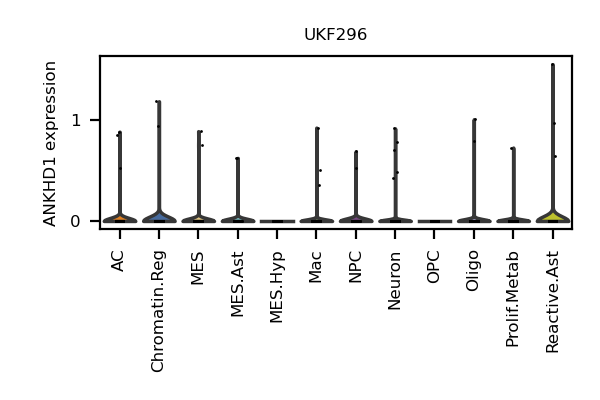 UKF296
ANKHD1 expression
1
0
AC
Chromatin.Reg
MES
MES.Ast
MES.Hyp
Mac
NPC
Neuron
OPC
Oligo
Prolif.Metab
Reactive.Ast